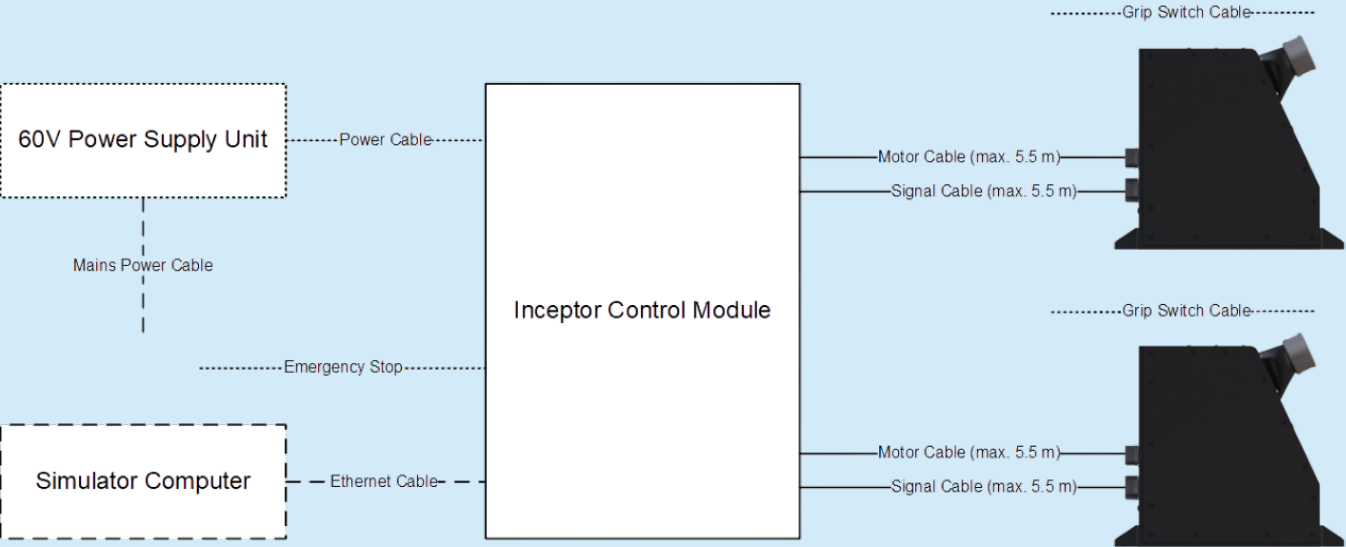 Grip Switch Cable
60V Power Supply Unit
Power Cable
Motor Cable (max. 5.5 m)
Signal Cable (max. 5.5 m)
Mains Power Cable
Inceptor Control Module
Grip Switch Cable
Emergency Stop
Motor Cable (max. 5.5 m)
Simulator Computer
Ethernet Cable
Signal Cable (max. 5.5 m)